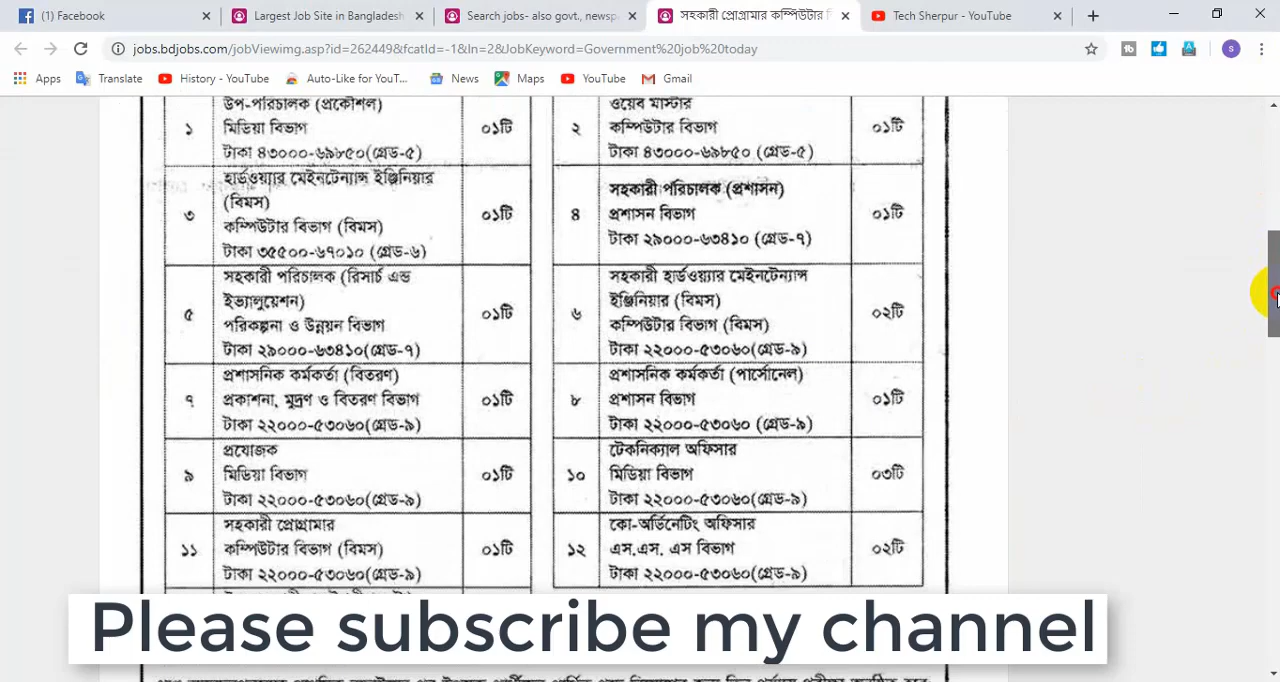 (1) Facebook
Largest Job Site in Bangladesh
Search jobs- also govt., newsp
সহকারী প্রোগ্রামার কম্পিউটার বি
Tech Sherpur - YouTube
jobs.bdjobs.com/jobViewimg.asp?id=262449&fcatId=-1&ln=2&JobKeyword=Government%20job%20today
S
Apps
Translate
History - YouTube
Auto-Like for YouT...
News
Maps
YouTube
Gmail
উপ-পরিচালক (প্রকৌশল)
১ মিডিয়া বিভাগ ০১টি
টাকা ৪৩০০০-৬৯৮৫০(গ্রেড-৫)
ওয়েব মাস্টার
২ কম্পিউটার বিভাগ ০১টি
টাকা ৪৩০০০-৬৯৮৫০ (গ্রেড-৫)
হার্ডওয়্যার মেইনটেন্যান্স ইঞ্জিনিয়ার
(বিমস)
৩ কম্পিউটার বিভাগ (বিমস) ০১টি
টাকা ৩৫৫০০-৬৭০১০ (গ্রেড-৬)
সহকারী পরিচালক (প্রশাসন)
৪ প্রশাসন বিভাগ ০১টি
টাকা ২৯০০০-৬৩৪১০ (গ্রেড-৭)
সহকারী পরিচালক (রিসার্চ এন্ড
ইভ্যালুয়েশন)
৫ পরিকল্পনা ও উন্নয়ন বিভাগ ০১টি
টাকা ২৯০০০-৬৩৪১০(গ্রেড-৭)
সহকারী হার্ডওয়্যার মেইনটেন্যান্স
ইঞ্জিনিয়ার (বিমস)
৬ কম্পিউটার বিভাগ (বিমস) ০২টি
টাকা ২২০০০-৫৩০৬০(গ্রেড-৯)
প্রশাসনিক কর্মকর্তা (বিতরণ)
৭ প্রকাশনা, মুদ্রণ ও বিতরণ বিভাগ ০১টি
টাকা ২২০০০-৫৩০৬০(গ্রেড-৯)
প্রশাসনিক কর্মকর্তা (পার্সোনেল)
৮ প্রশাসন বিভাগ ০১টি
টাকা ২২০০০-৫৩০৬০ (গ্রেড-৯)
প্রযোজক
৯ মিডিয়া বিভাগ ০১টি
টাকা ২২০০০-৫৩০৬০(গ্রেড-৯)
টেকনিক্যাল অফিসার
১০ মিডিয়া বিভাগ ০৩টি
টাকা ২২০০০-৫৩০৬০(গ্রেড-৯)
সহকারী প্রোগ্রামার
১১ কম্পিউটার বিভাগ (বিমস) ০১টি
টাকা ২২০০০-৫৩০৬০(গ্রেড-৯)
কো-অর্ডিনেটিং অফিসার
১২ এস.এস. এস বিভাগ ০২টি
টাকা ২২০০০-৫৩০৬০(গ্রেড-৯)
Please subscribe my channel